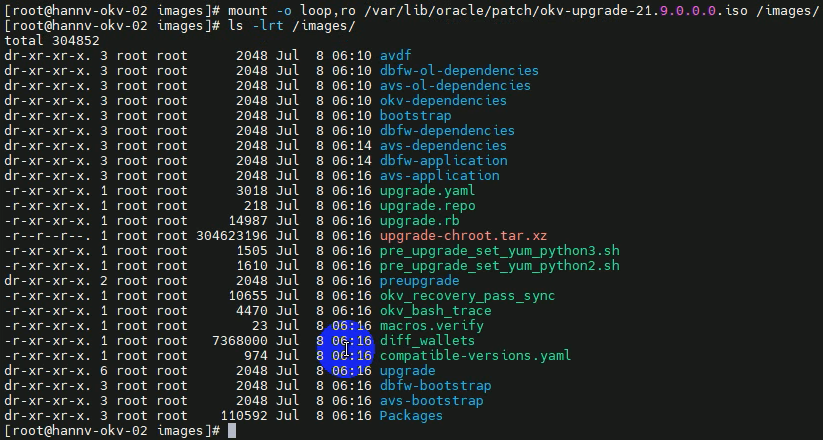 [root@hannv-okv-02 images]# mount -o loop,ro /var/lib/oracle/patch/okv-upgrade-21.9.0.0.0.iso /images/
[root@hannv-okv-02 images]# ls -lrt /images/
total 304852
dr-xr-xr-x. 3 root root      2048 Jul  8 06:10 avdf
dr-xr-xr-x. 3 root root      2048 Jul  8 06:10 dbfw-ol-dependencies
dr-xr-xr-x. 3 root root      2048 Jul  8 06:10 avs-ol-dependencies
dr-xr-xr-x. 3 root root      2048 Jul  8 06:10 okv-dependencies
dr-xr-xr-x. 3 root root      2048 Jul  8 06:10 bootstrap
dr-xr-xr-x. 3 root root      2048 Jul  8 06:10 dbfw-dependencies
dr-xr-xr-x. 3 root root      2048 Jul  8 06:14 avs-dependencies
dr-xr-xr-x. 3 root root      2048 Jul  8 06:14 dbfw-application
dr-xr-xr-x. 3 root root      2048 Jul  8 06:16 avs-application
-r-xr-xr-x. 1 root root      3018 Jul  8 06:16 upgrade.yaml
-r-xr-xr-x. 1 root root       218 Jul  8 06:16 upgrade.repo
-r-xr-xr-x. 1 root root     14987 Jul  8 06:16 upgrade.rb
-r--r--r--. 1 root root 304623196 Jul  8 06:16 upgrade-chroot.tar.xz
-r-xr-xr-x. 1 root root      1505 Jul  8 06:16 pre_upgrade_set_yum_python3.sh
-r-xr-xr-x. 1 root root      1610 Jul  8 06:16 pre_upgrade_set_yum_python2.sh
dr-xr-xr-x. 2 root root      2048 Jul  8 06:16 preupgrade
-r-xr-xr-x. 1 root root     10655 Jul  8 06:16 okv_recovery_pass_sync
-r-xr-xr-x. 1 root root      4470 Jul  8 06:16 okv_bash_trace
-r-xr-xr-x. 1 root root        23 Jul  8 06:16 macros.verify
-r-xr-xr-x. 1 root root   7368000 Jul  8 06:16 diff_wallets
-r-xr-xr-x. 1 root root       974 Jul  8 06:16 compatible-versions.yaml
dr-xr-xr-x. 6 root root      2048 Jul  8 06:16 upgrade
dr-xr-xr-x. 3 root root      2048 Jul  8 06:16 dbfw-bootstrap
dr-xr-xr-x. 3 root root      2048 Jul  8 06:16 avs-bootstrap
dr-xr-xr-x. 3 root root    110592 Jul  8 06:16 Packages
[root@hannv-okv-02 images]#